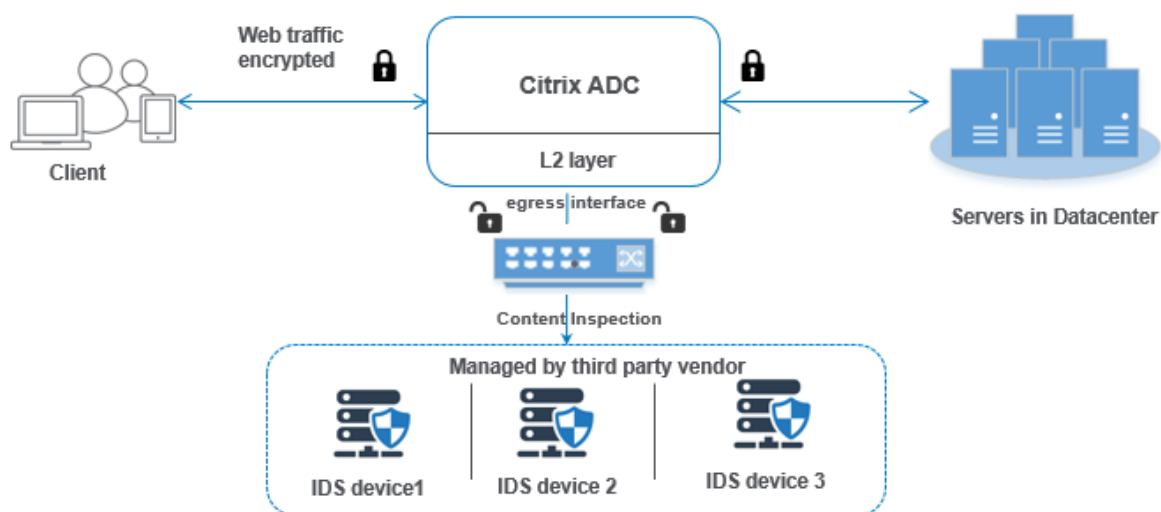 Web traffic
encrypted
Citrix ADC
L2 layer
Client
egress interface
Servers in Datacenter
Content Inspection
Managed by third party vendor
IDS device1
IDS device 2
IDS device 3